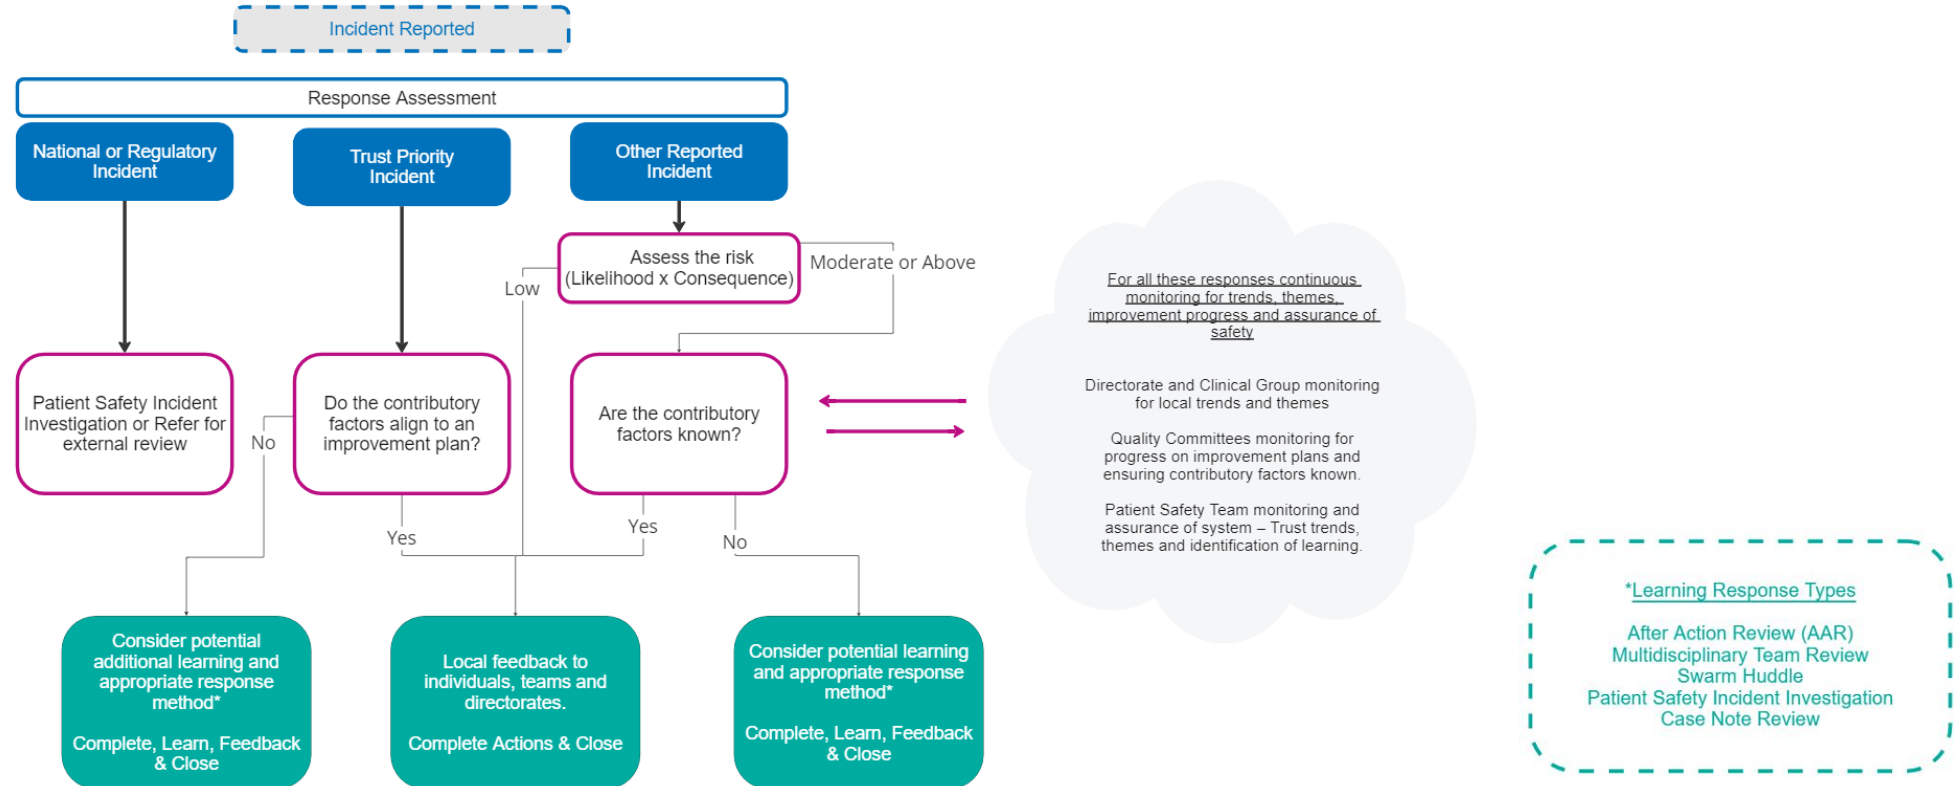 Incident Reported
Response Assessment
National or Regulatory
Incident
Trust Priority
Incident
Other Reported
Incident
Assess the risk
(Likelihood x Consequence)
Moderate or Above
Low
Patient Safety Incident
Investigation or Refer for
external review
Do the contributory
factors align to an
improvement plan?
Are the contributory
factors known?
No
Yes
Yes
No
Consider potential
additional learning and
appropriate response
method*
Complete, Learn, Feedback
& Close
Local feedback to
individuals, teams and
directorates.
Complete Actions & Close
Consider potential learning
and appropriate response
method*
Complete, Learn, Feedback
& Close
For all these responses continuous
monitoring for trends, themes,
improvement progress and assurance of
safety
Directorate and Clinical Group monitoring
for local trends and themes
Quality Committees monitoring for
progress on improvement plans and
ensuring contributory factors known.
Patient Safety Team monitoring and
assurance of system – Trust trends,
themes and identification of learning.
*Learning Response Types
After Action Review (AAR)
Multidisciplinary Team Review
Swarm Huddle
Patient Safety Incident Investigation
Case Note Review